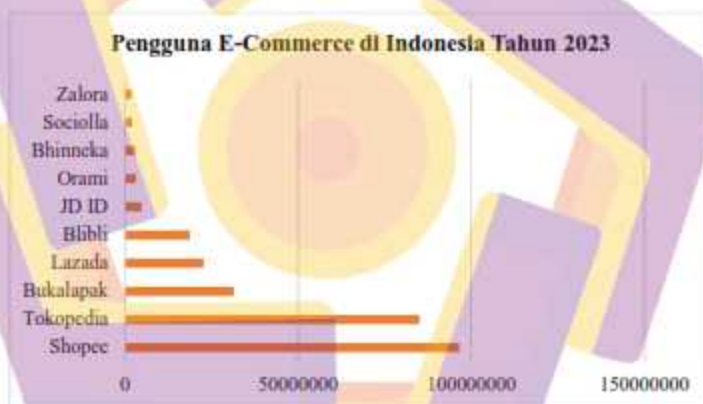 Pengguna E-Commerce di Indonesia Tahun 2023
Zalora
Sociolla
Bhinneka
Orami
JD ID
Blibli
Lazada
Bukalapak
Tokopedia
Shopee
0 50000000 100000000 150000000